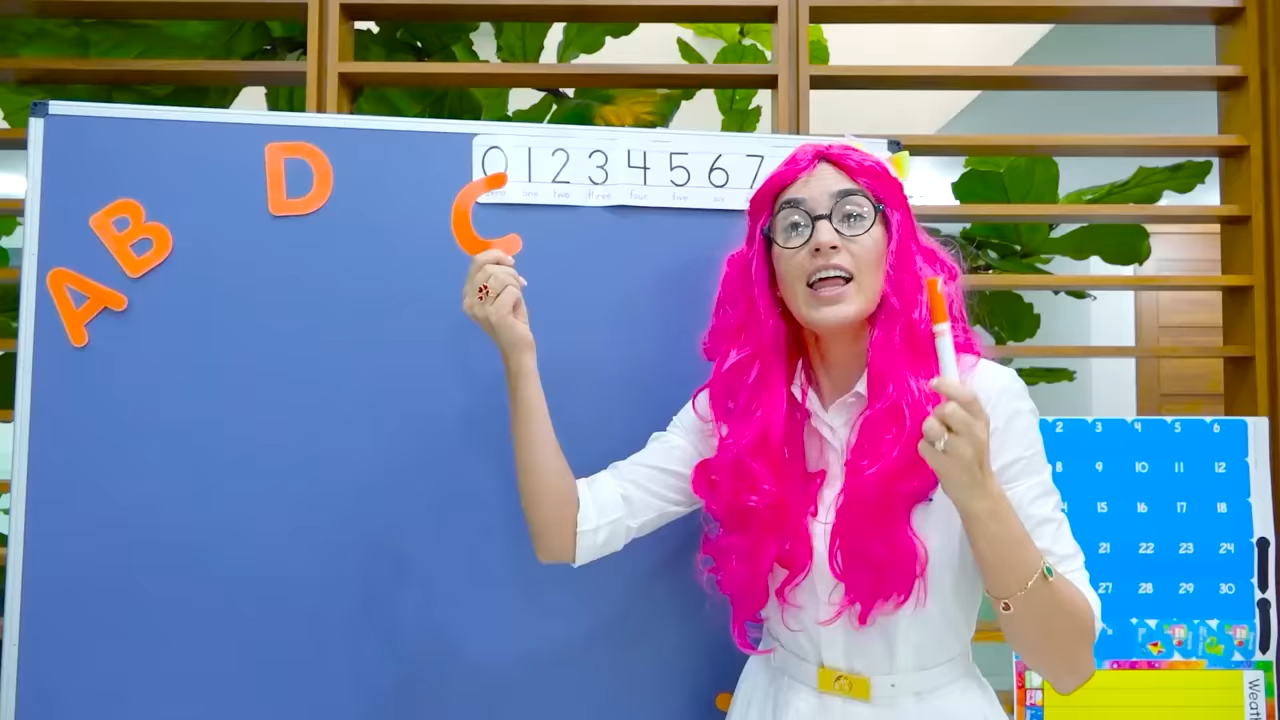 A B D C
0 1 2 3 4 5 6 7
one two three four five six
2 3 4 5 6
8 9 10 11 12
15 16 17 18
21 22 23 24
27 28 29 30
Weath